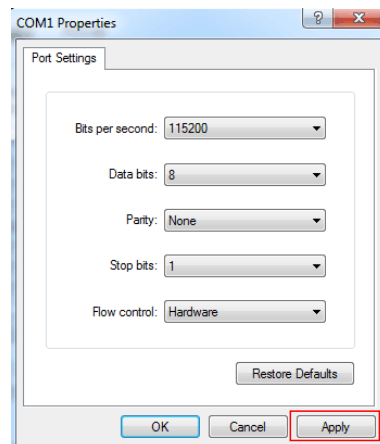 COM1 Properties
Port Settings
Bits per second: 115200
Data bits: 8
Parity: None
Stop bits: 1
Flow control: Hardware
Restore Defaults
OK Cancel Apply